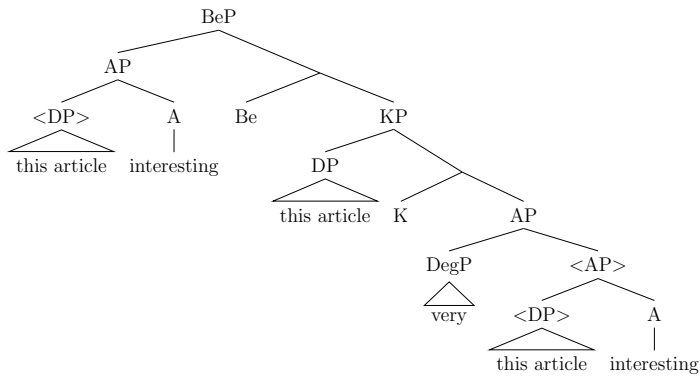 BeP
AP
<DP> A Be KP
this article interesting DP
this article K AP
DegP <AP>
very <DP> A
this article interesting